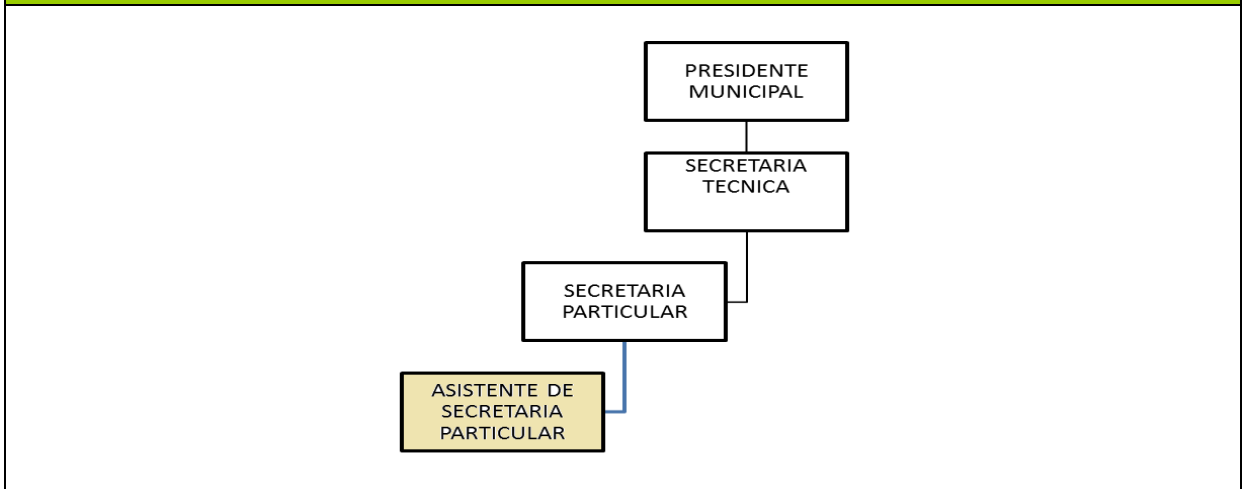 PRESIDENTE
MUNICIPAL
SECRETARIA
TECNICA
SECRETARIA
PARTICULAR
ASISTENTE DE
SECRETARIA
PARTICULAR